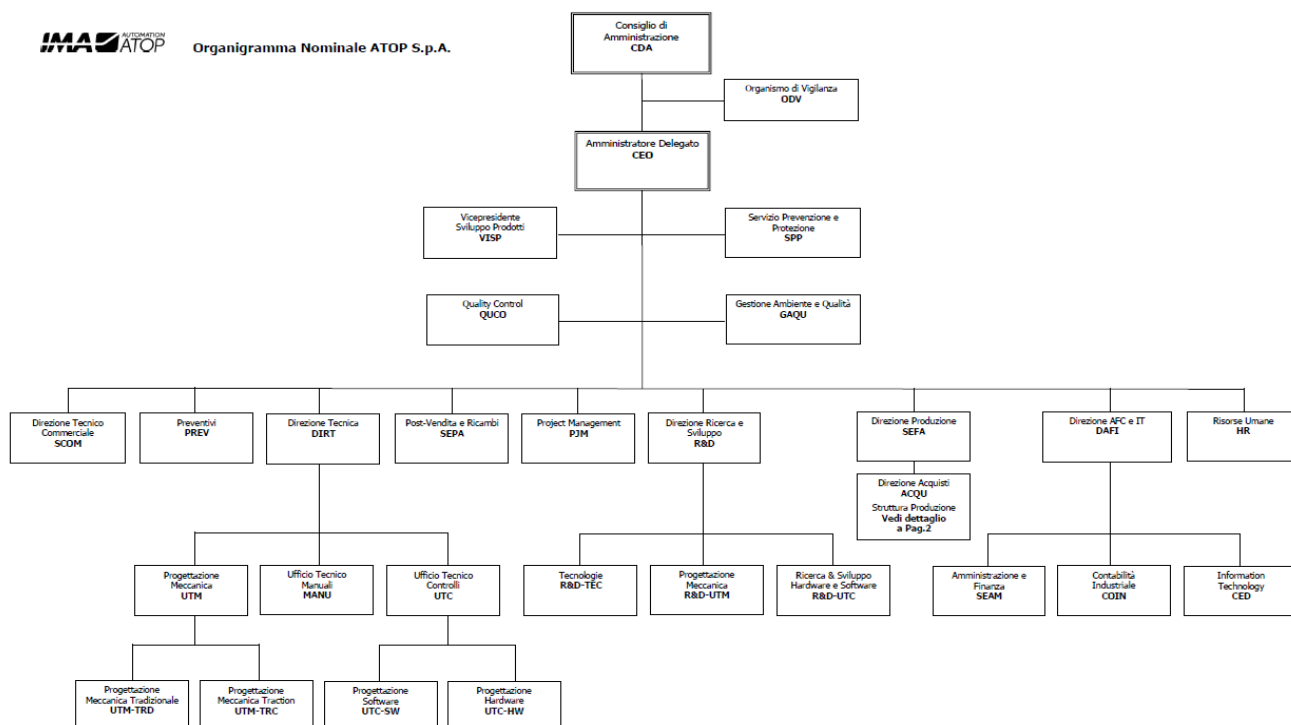 IMA AUTOMATION ATOP
Organigramma Nominale ATOP S.p.A.
Consiglio di
Amministrazione
CDA
Organismo di Vigilanza
ODV
Amministratore Delegato
CEO
Vicepresidente
Sviluppo Prodotti
VISP
Servizio Prevenzione e
Protezione
SPP
Quality Control
QUCO
Gestione Ambiente e Qualità
GAQU
Direzione Tecnico
Commerciale
SCOM
Preventivi
PREV
Direzione Tecnica
DIRT
Post-Vendita e Ricambi
SEPA
Project Management
PJM
Direzione Ricerca e
Sviluppo
R&D
Direzione Produzione
SEFA
Direzione AFC e IT
DAFI
Risorse Umane
HR
Direzione Acquisti
ACQU
Struttura Produzione
Vedi dettaglio
a Pag.2
Progettazione
Meccanica
UTM
Ufficio Tecnico
Manuali
MANU
Ufficio Tecnico
Controlli
UTC
Tecnologie
R&D-TEC
Progettazione
Meccanica
R&D-UTM
Ricerca & Sviluppo
Hardware e Software
R&D-UTC
Amministrazione e
Finanza
SEAM
Contabilità
Industriale
COIN
Information
Technology
CED
Progettazione
Meccanica Tradizionale
UTM-TRD
Progettazione
Meccanica Traction
UTM-TRC
Progettazione
Software
UTC-SW
Progettazione
Hardware
UTC-HW